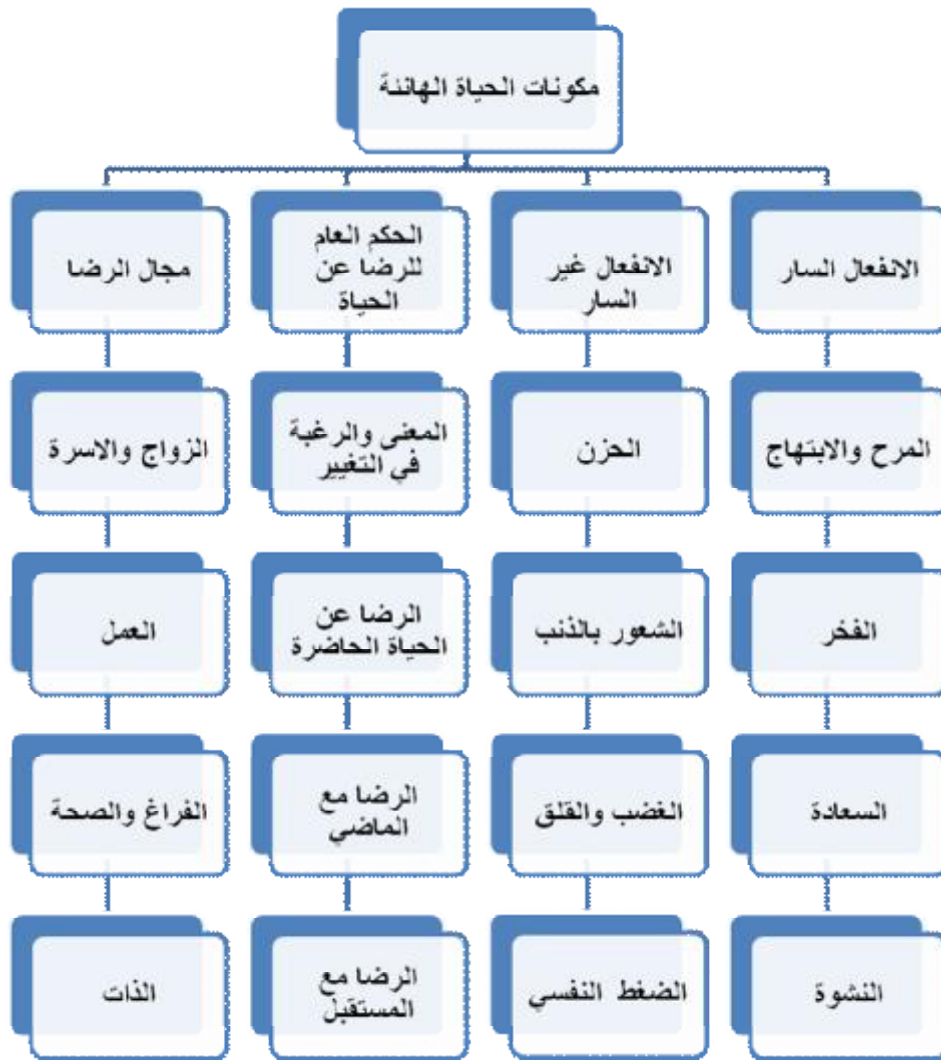 مكونات الحياة الهانئة
الانفعال السار
الانفعال غير
السار
الحكم العام
للرضا عن
الحياة
مجال الرضا
المرح والابتهاج
الحزن
المعنى والرغبة
في التغيير
الزواج والاسرة
الفخر
الشعور بالذنب
الرضا عن
الحياة الحاضرة
العمل
السعادة
الغضب والقلق
الرضا مع
الماضي
الفراغ والصحة
النشوة
الضغط النفسي
الرضا مع
المستقبل
الذات